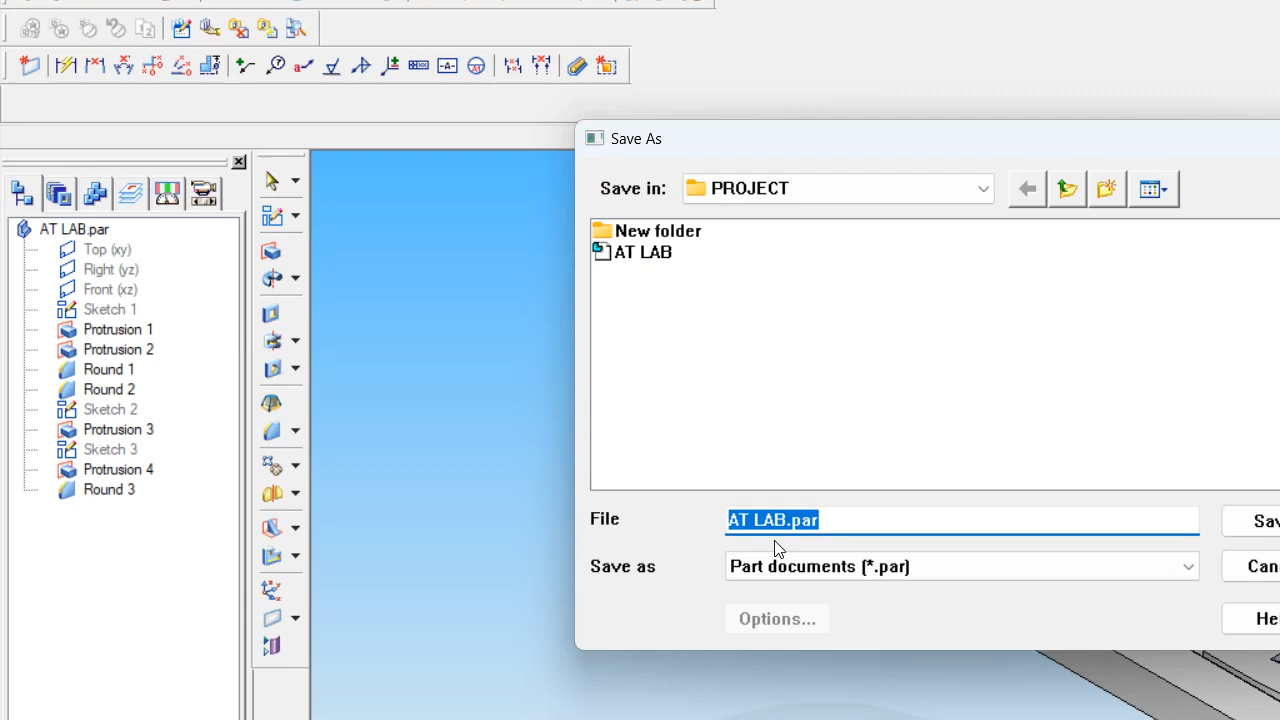 Save As
Save in: PROJECT
New folder
AT LAB
File AT LAB.par
Save as Part documents (*.par)
Options...
AT LAB.par
Top (xy)
Right (yz)
Front (xz)
Sketch 1
Protrusion 1
Protrusion 2
Round 1
Round 2
Sketch 2
Protrusion 3
Sketch 3
Protrusion 4
Round 3